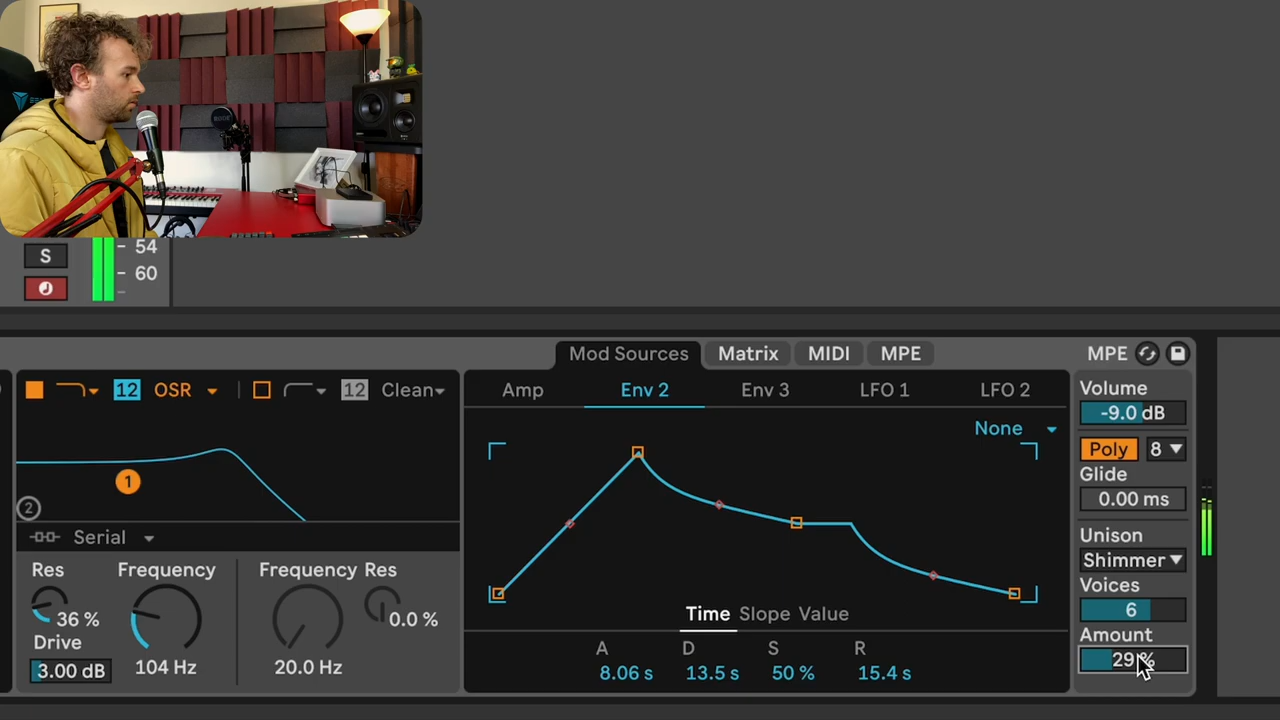 S
54
60
Mod Sources Matrix MIDI MPE
MPE
12 OSR
12 Clean
Amp Env 2 Env 3 LFO 1 LFO 2
None
1
2
Serial
Res
36 %
Drive
3.00 dB
Frequency
104 Hz
Frequency
20.0 Hz
Res
0.0 %
Time Slope Value
A D S R
8.06 s 13.5 s 50 % 15.4 s
Volume
-9.0 dB
Poly 8
Glide
0.00 ms
Unison
Shimmer
Voices
6
Amount
29 %